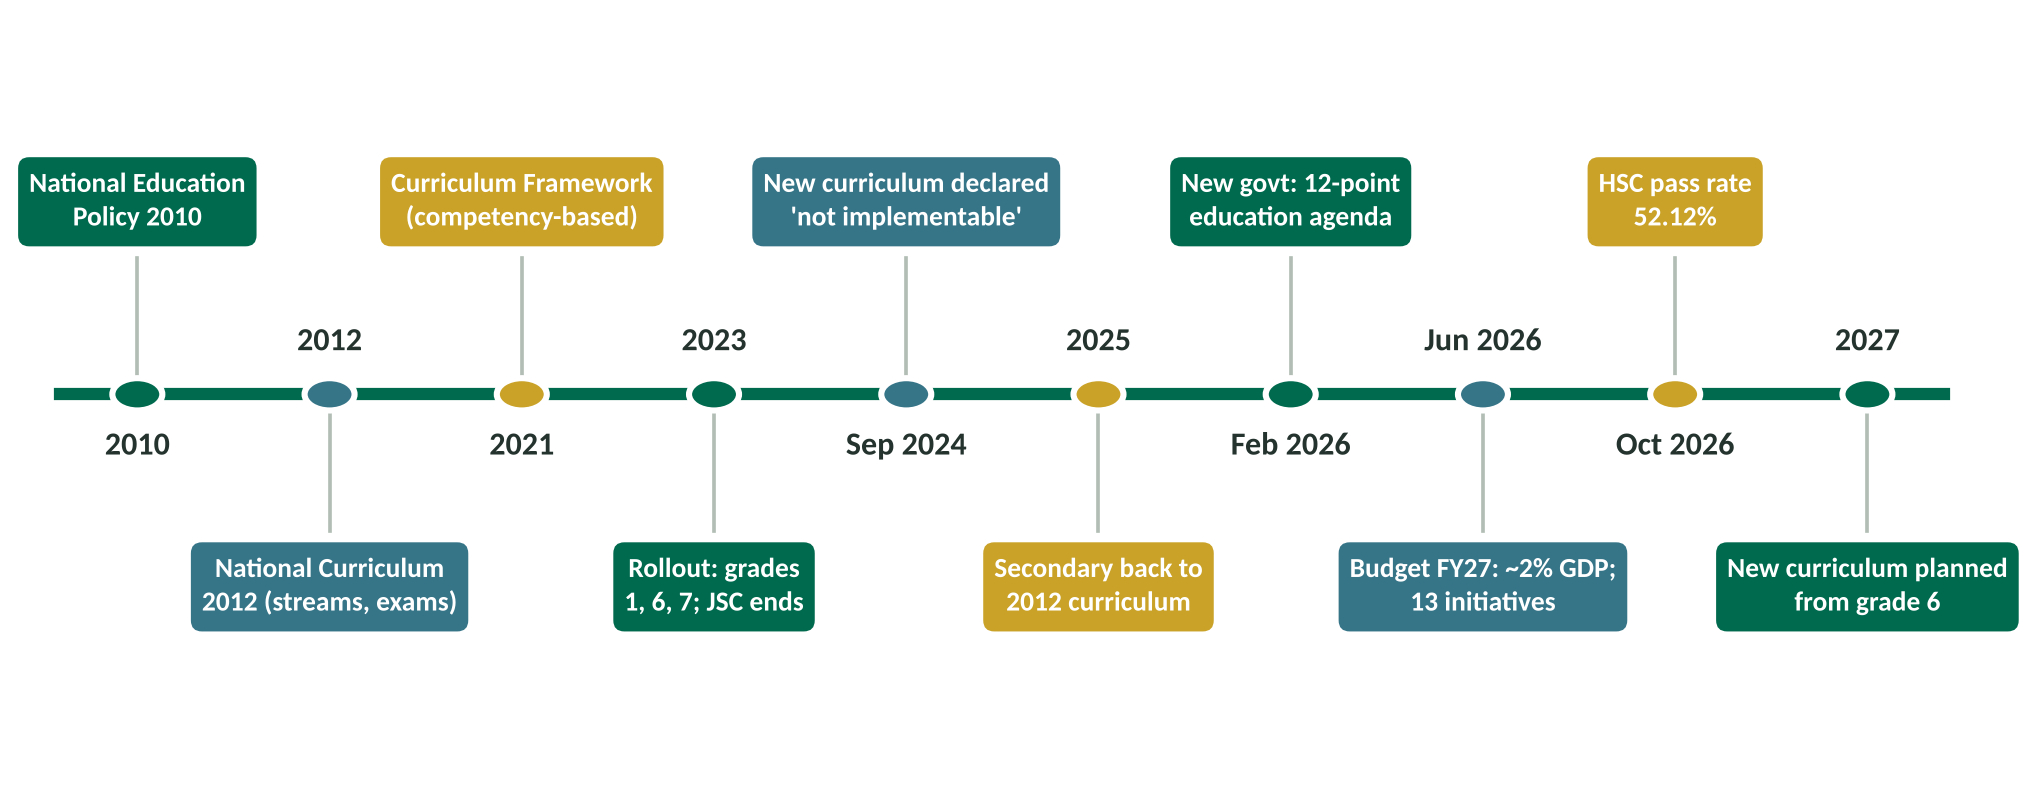 National Education
Policy 2010
Curriculum Framework
(competency-based)
New curriculum declared
'not implementable'
New govt: 12-point
education agenda
HSC pass rate
52.12%
2012
2023
2025
Jun 2026
2027
2010
2021
Sep 2024
Feb 2026
Oct 2026
National Curriculum
2012 (streams, exams)
Rollout: grades
1, 6, 7; JSC ends
Secondary back to
2012 curriculum
Budget FY27: ~2% GDP;
13 initiatives
New curriculum planned
from grade 6